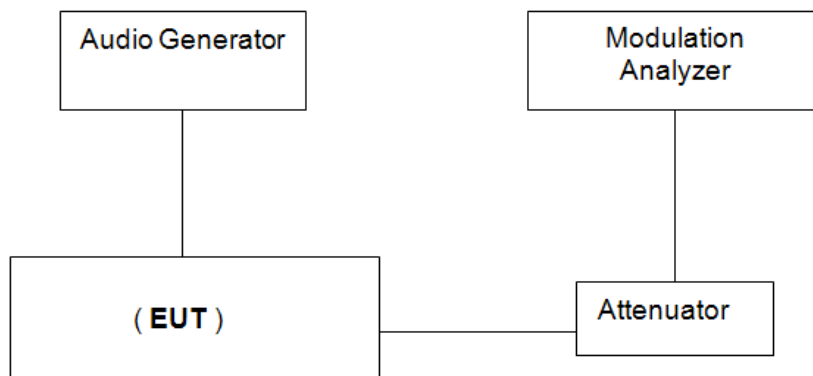 Audio Generator
Modulation
Analyzer
( EUT )
Attenuator